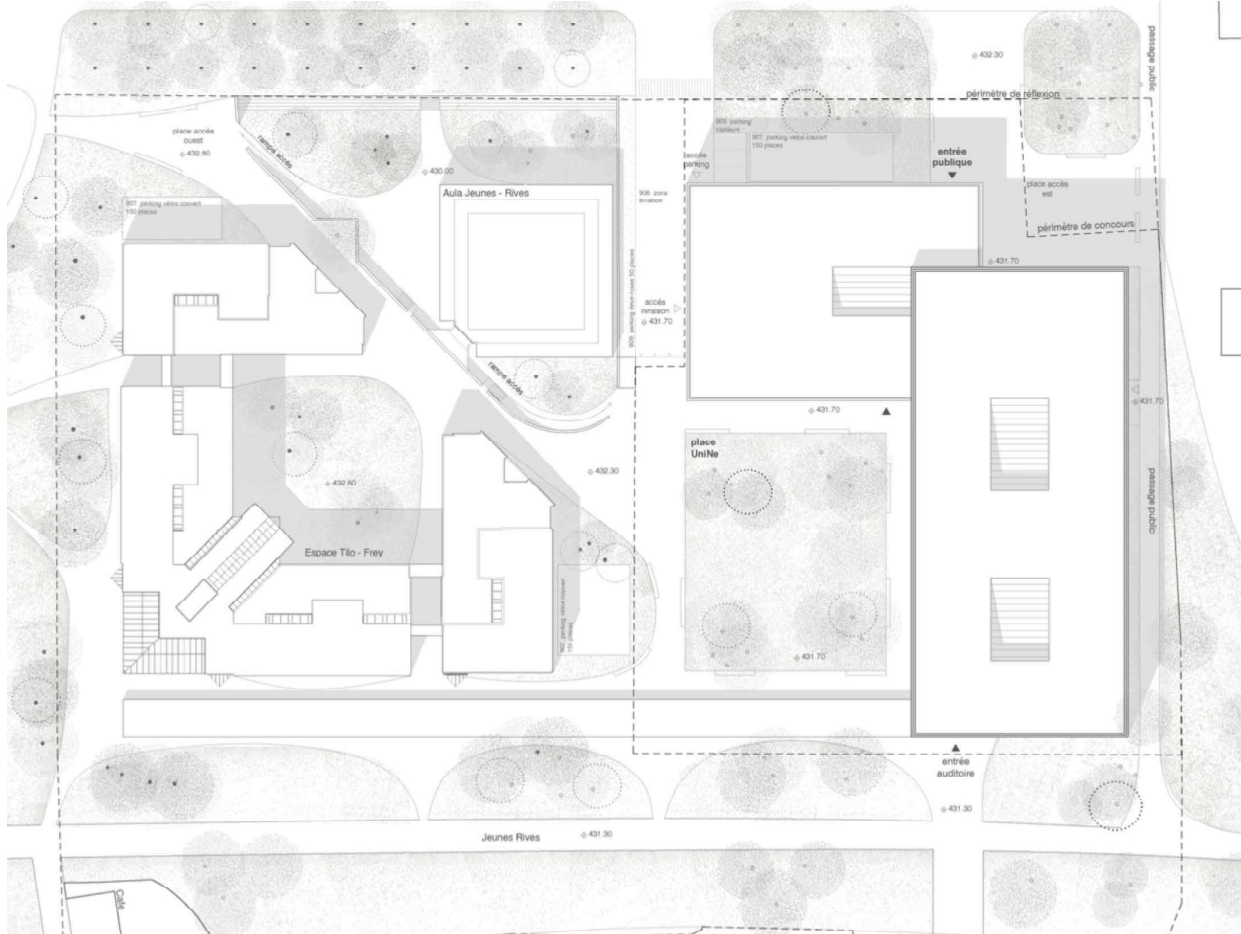 432.30
passage public
périmètre de réflexion
place accès
ouest
432.60
rampe accès
430.00
905 parking
visiteurs
907 parking vélos couvert
150 places
accès
parking
entrée
publique
Aula Jeunes - Rives
place accès
est
907 parking vélos couvert
150 places
périmètre de concours
431.70
accès
livraison
431.70
rampe accès
431.70
431.70
place
UniNe
432.30
432.60
passage public
Espace Tilo - Frey
150 places
431.70
entrée
auditoire
431.30
Jeunes Rives
431.30
Café